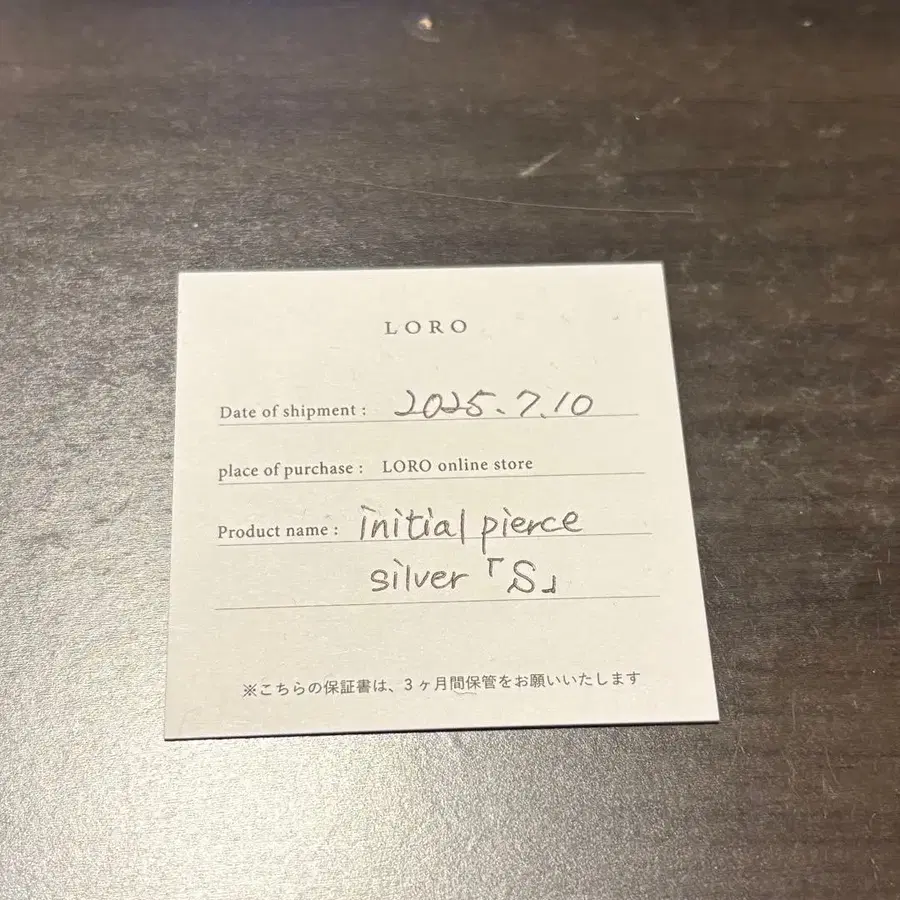 LORO
Date of shipment : 2025.7.10
place of purchase : LORO online store
Product name : initial pierce
silver「S」
※こちらの保証書は、3ヶ月間保管をお願いいたします